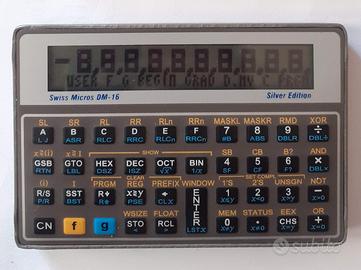 -8,8,8,8,8,8,8,8,8,8,
USER F G-BEGIN GRAD D.MY C PRGM
Swiss Micros DM-16 Silver Edition
SL SR RL RR RLn RRn MASKL MASKR RMD XOR
A B C D E F 7 8 9 ÷
LJ ASR RLC RRC RLCn RRCn #B ABS DBLR DBL÷
x≷(i) x≷I SHOW SB CB B? AND
GSB RTN HEX DEC OCT BIN 4 5 6 ×
RTN LBL DSZ ISZ √x 1/x SF CF F? DBL×
(i) I CLEAR SET COMPL NOT
PRGM REG PREFIX WINDOW 1'S 2'S UNSGN
R/S SST R↓ x≷y BSP ENTER 1 2 3 −
P/R BST R↑ PSE CLx x≤y x<0 x>y x>0
WSIZE FLOAT MEM STATUS EEX OR
CN f g STO RCL 0 . CHS +
LSTX x≠y x≠0 x=y x=0
subito